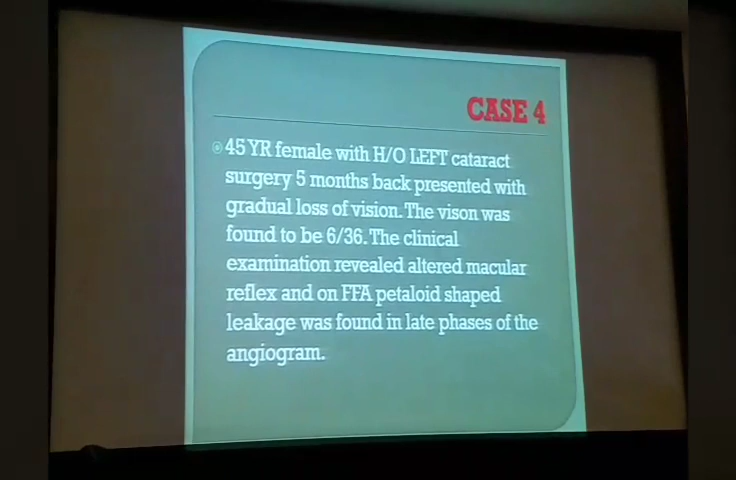 CASE 4
45 YR female with H/O LEFT cataract
surgery 5 months back presented with
gradual loss of vision. The vison was
found to be 6/36. The clinical
examination revealed altered macular
reflex and on FFA petaloid shaped
leakage was found in late phases of the
angiogram.